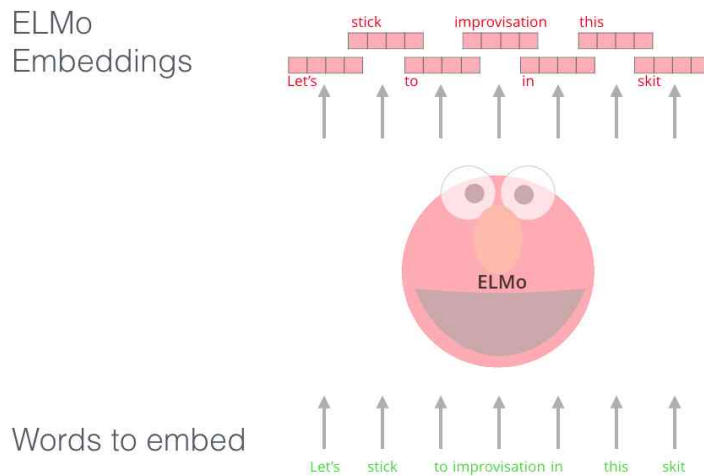 ELMo
Embeddings
stick improvisation this
Let's to in skit
ELMo
Words to embed
Let's stick to improvisation in this skit